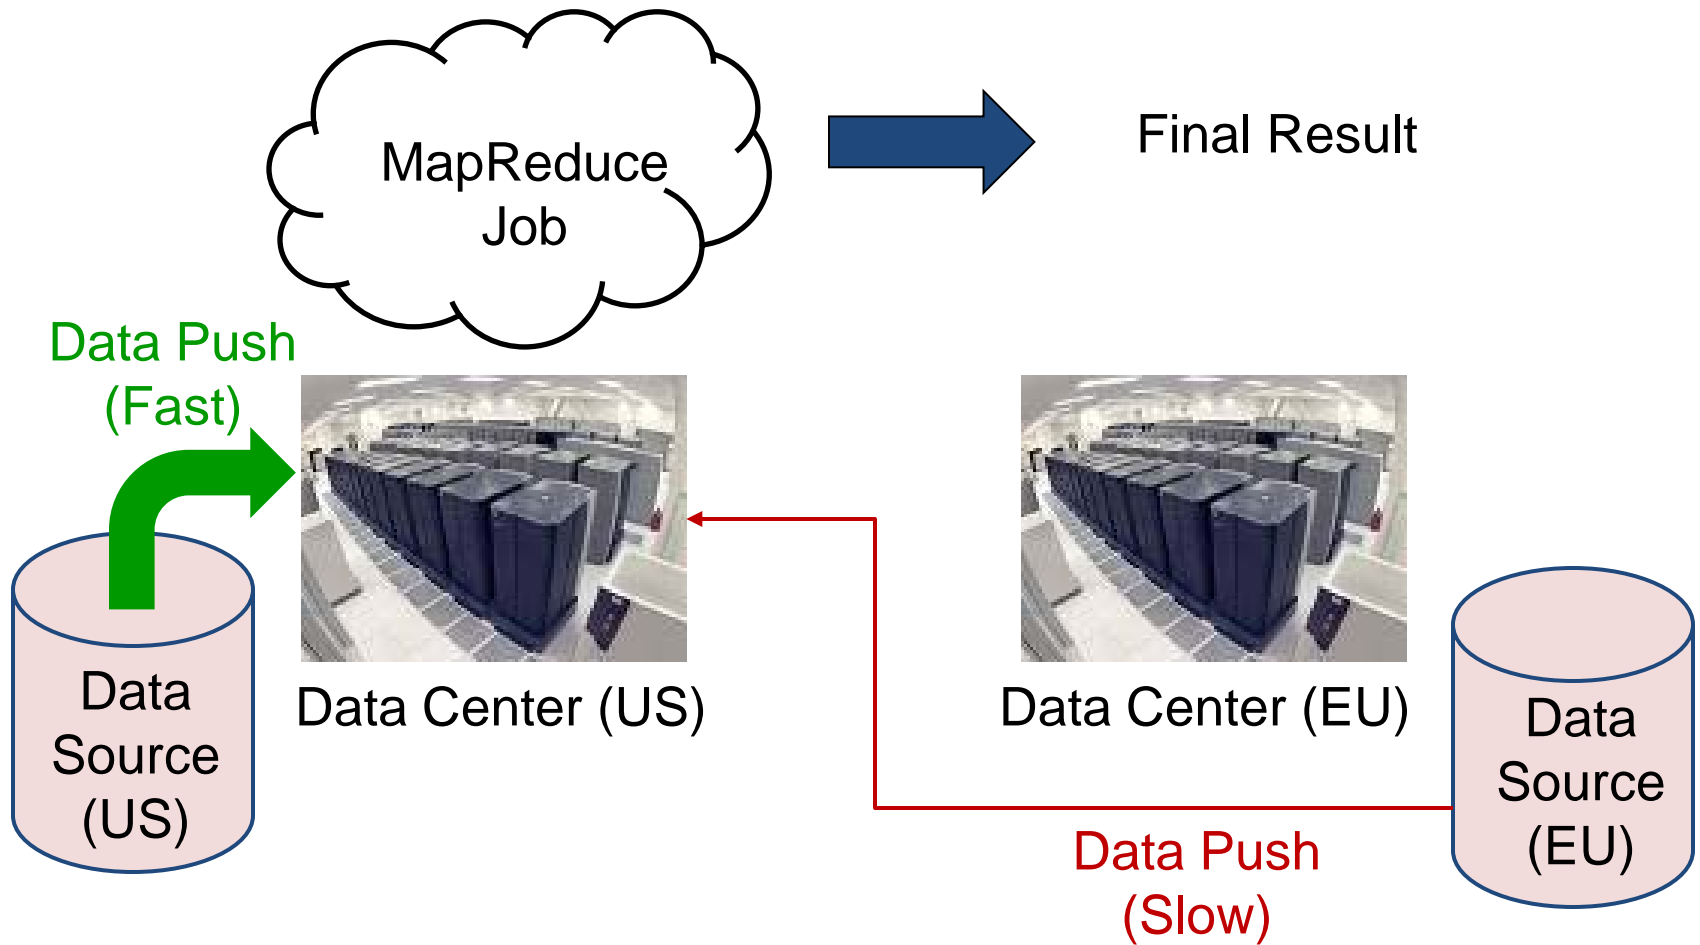 MapReduce
Job
Final Result
Data Push
(Fast)
Data Center (US)
Data Center (EU)
Data
Source
(US)
Data
Source
(EU)
Data Push
(Slow)